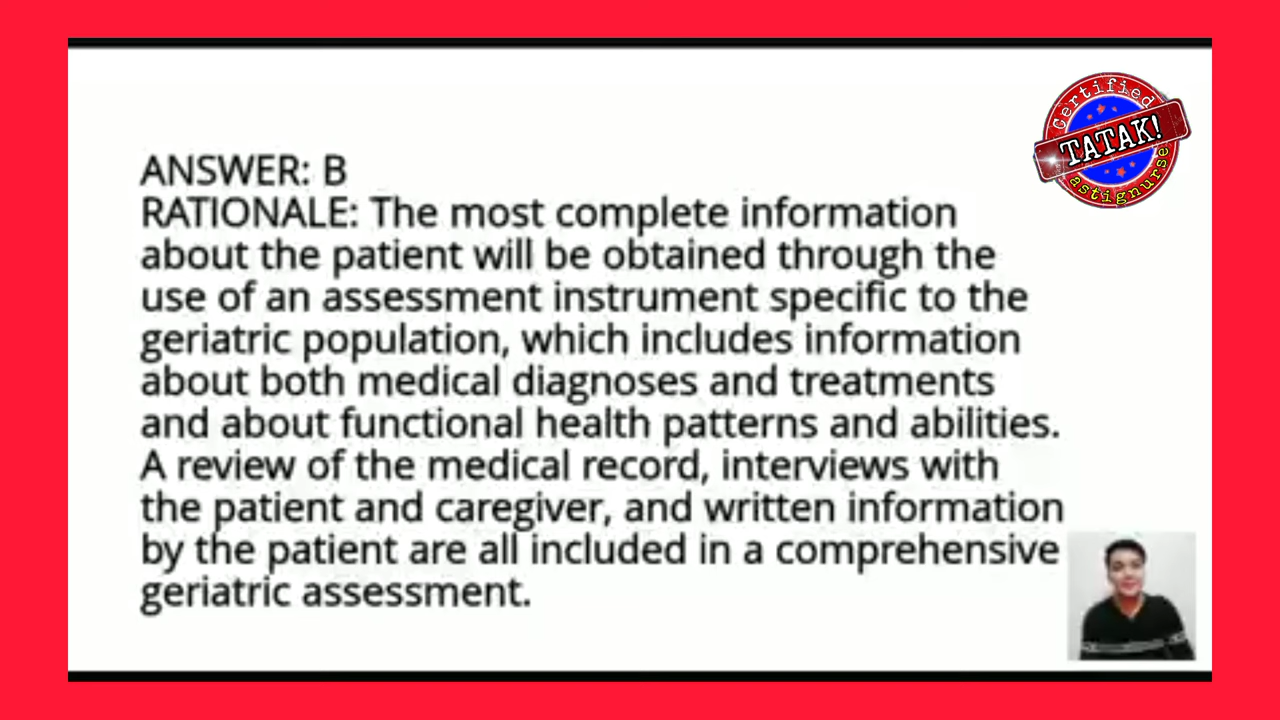 Certified
TATAK!
astignurse
ANSWER: B
RATIONALE: The most complete information
about the patient will be obtained through the
use of an assessment instrument specific to the
geriatric population, which includes information
about both medical diagnoses and treatments
and about functional health patterns and abilities.
A review of the medical record, interviews with
the patient and caregiver, and written information
by the patient are all included in a comprehensive
geriatric assessment.